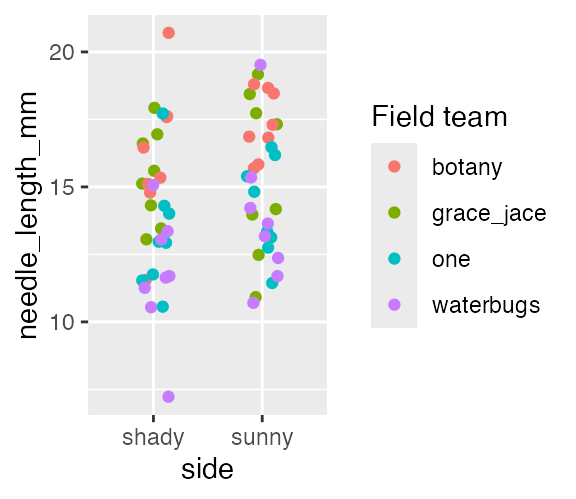 needle_length_mm
20
15
10
shady
sunny
side
Field team
botany
grace_jace
one
waterbugs